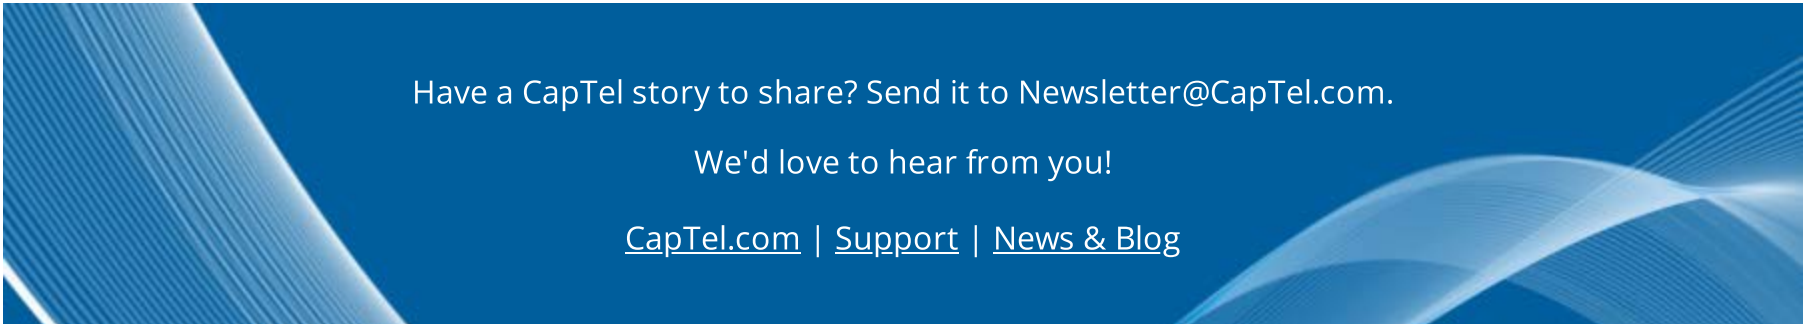 Have a CapTel story to share? Send it to Newsletter@CapTel.com.
We'd love to hear from you!
CapTel.com | Support | News & Blog